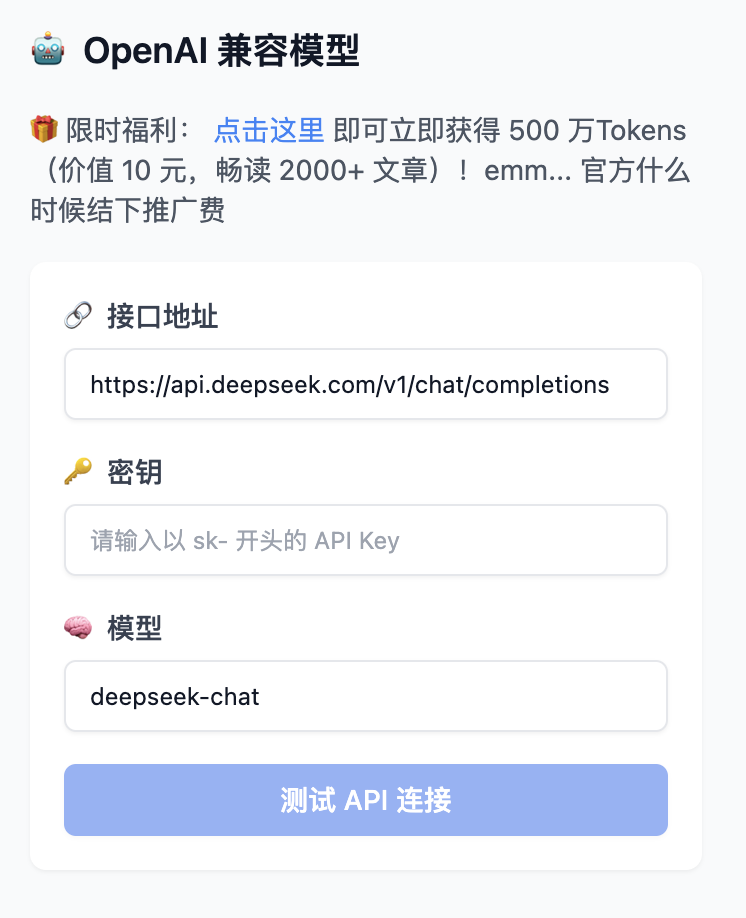 🤖 OpenAI 兼容模型
🎁 限时福利： 点击这里 即可立即获得 500 万Tokens
（价值 10 元，畅读 2000+ 文章）！emm... 官方什么
时候结下推广费
🔗 接口地址
https://api.deepseek.com/v1/chat/completions
🔑 密钥
请输入以 sk- 开头的 API Key
🧠 模型
deepseek-chat
测试 API 连接